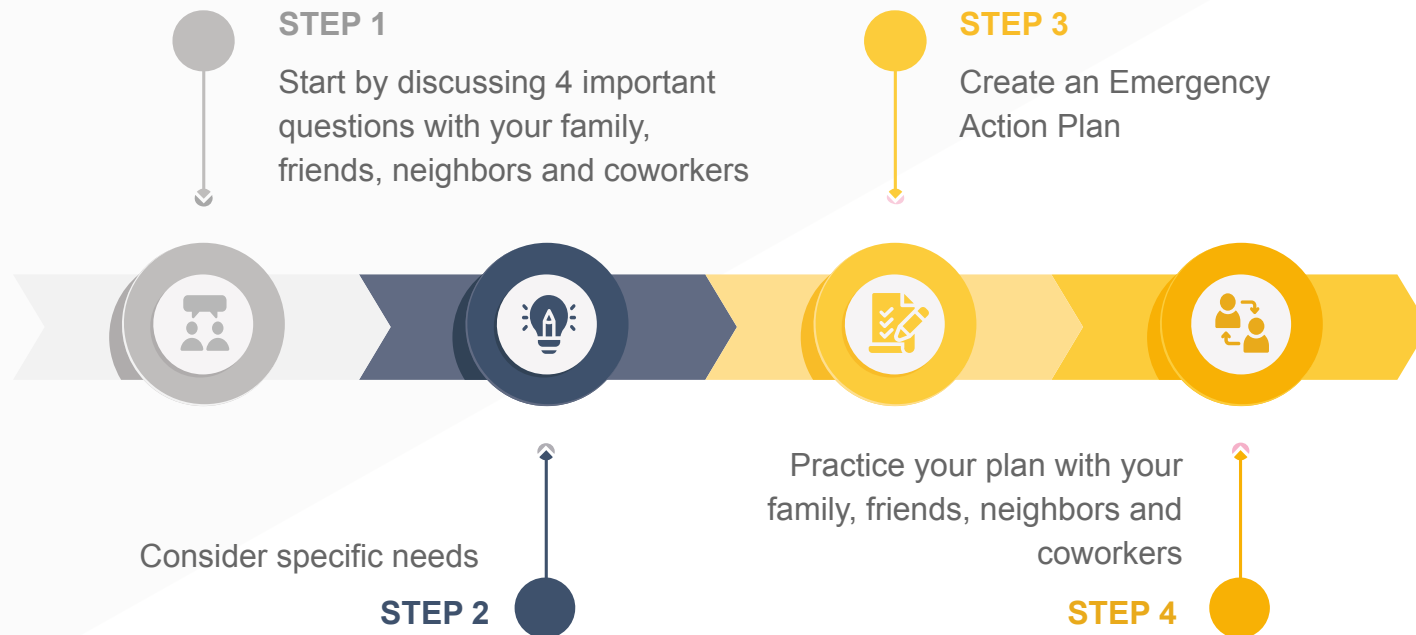 STEP 1
Start by discussing 4 important
questions with your family,
friends, neighbors and coworkers
Consider specific needs
STEP 2
STEP 3
Create an Emergency
Action Plan
Practice your plan with your
family, friends, neighbors and
coworkers
STEP 4